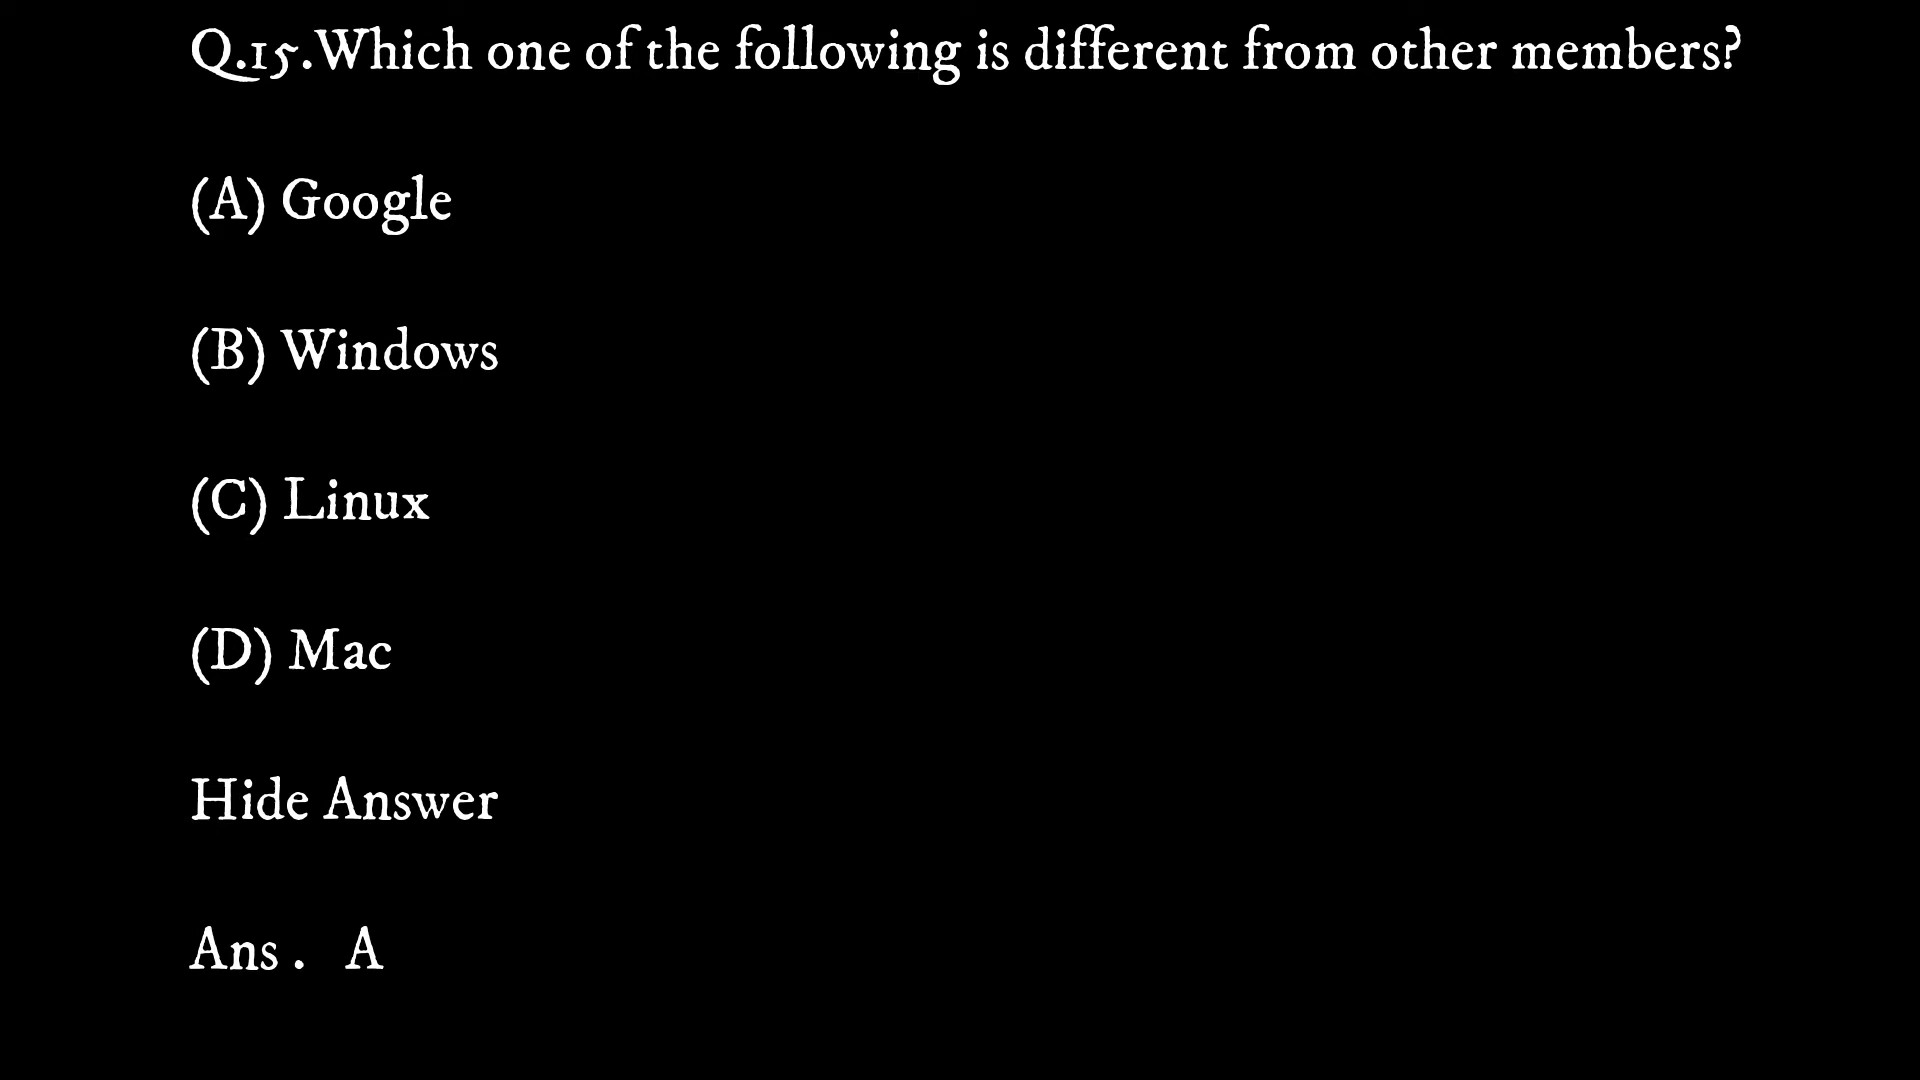 Q.15.Which one of the following is different from other members?
(A) Google
(B) Windows
(C) Linux
(D) Mac
Hide Answer
Ans . A